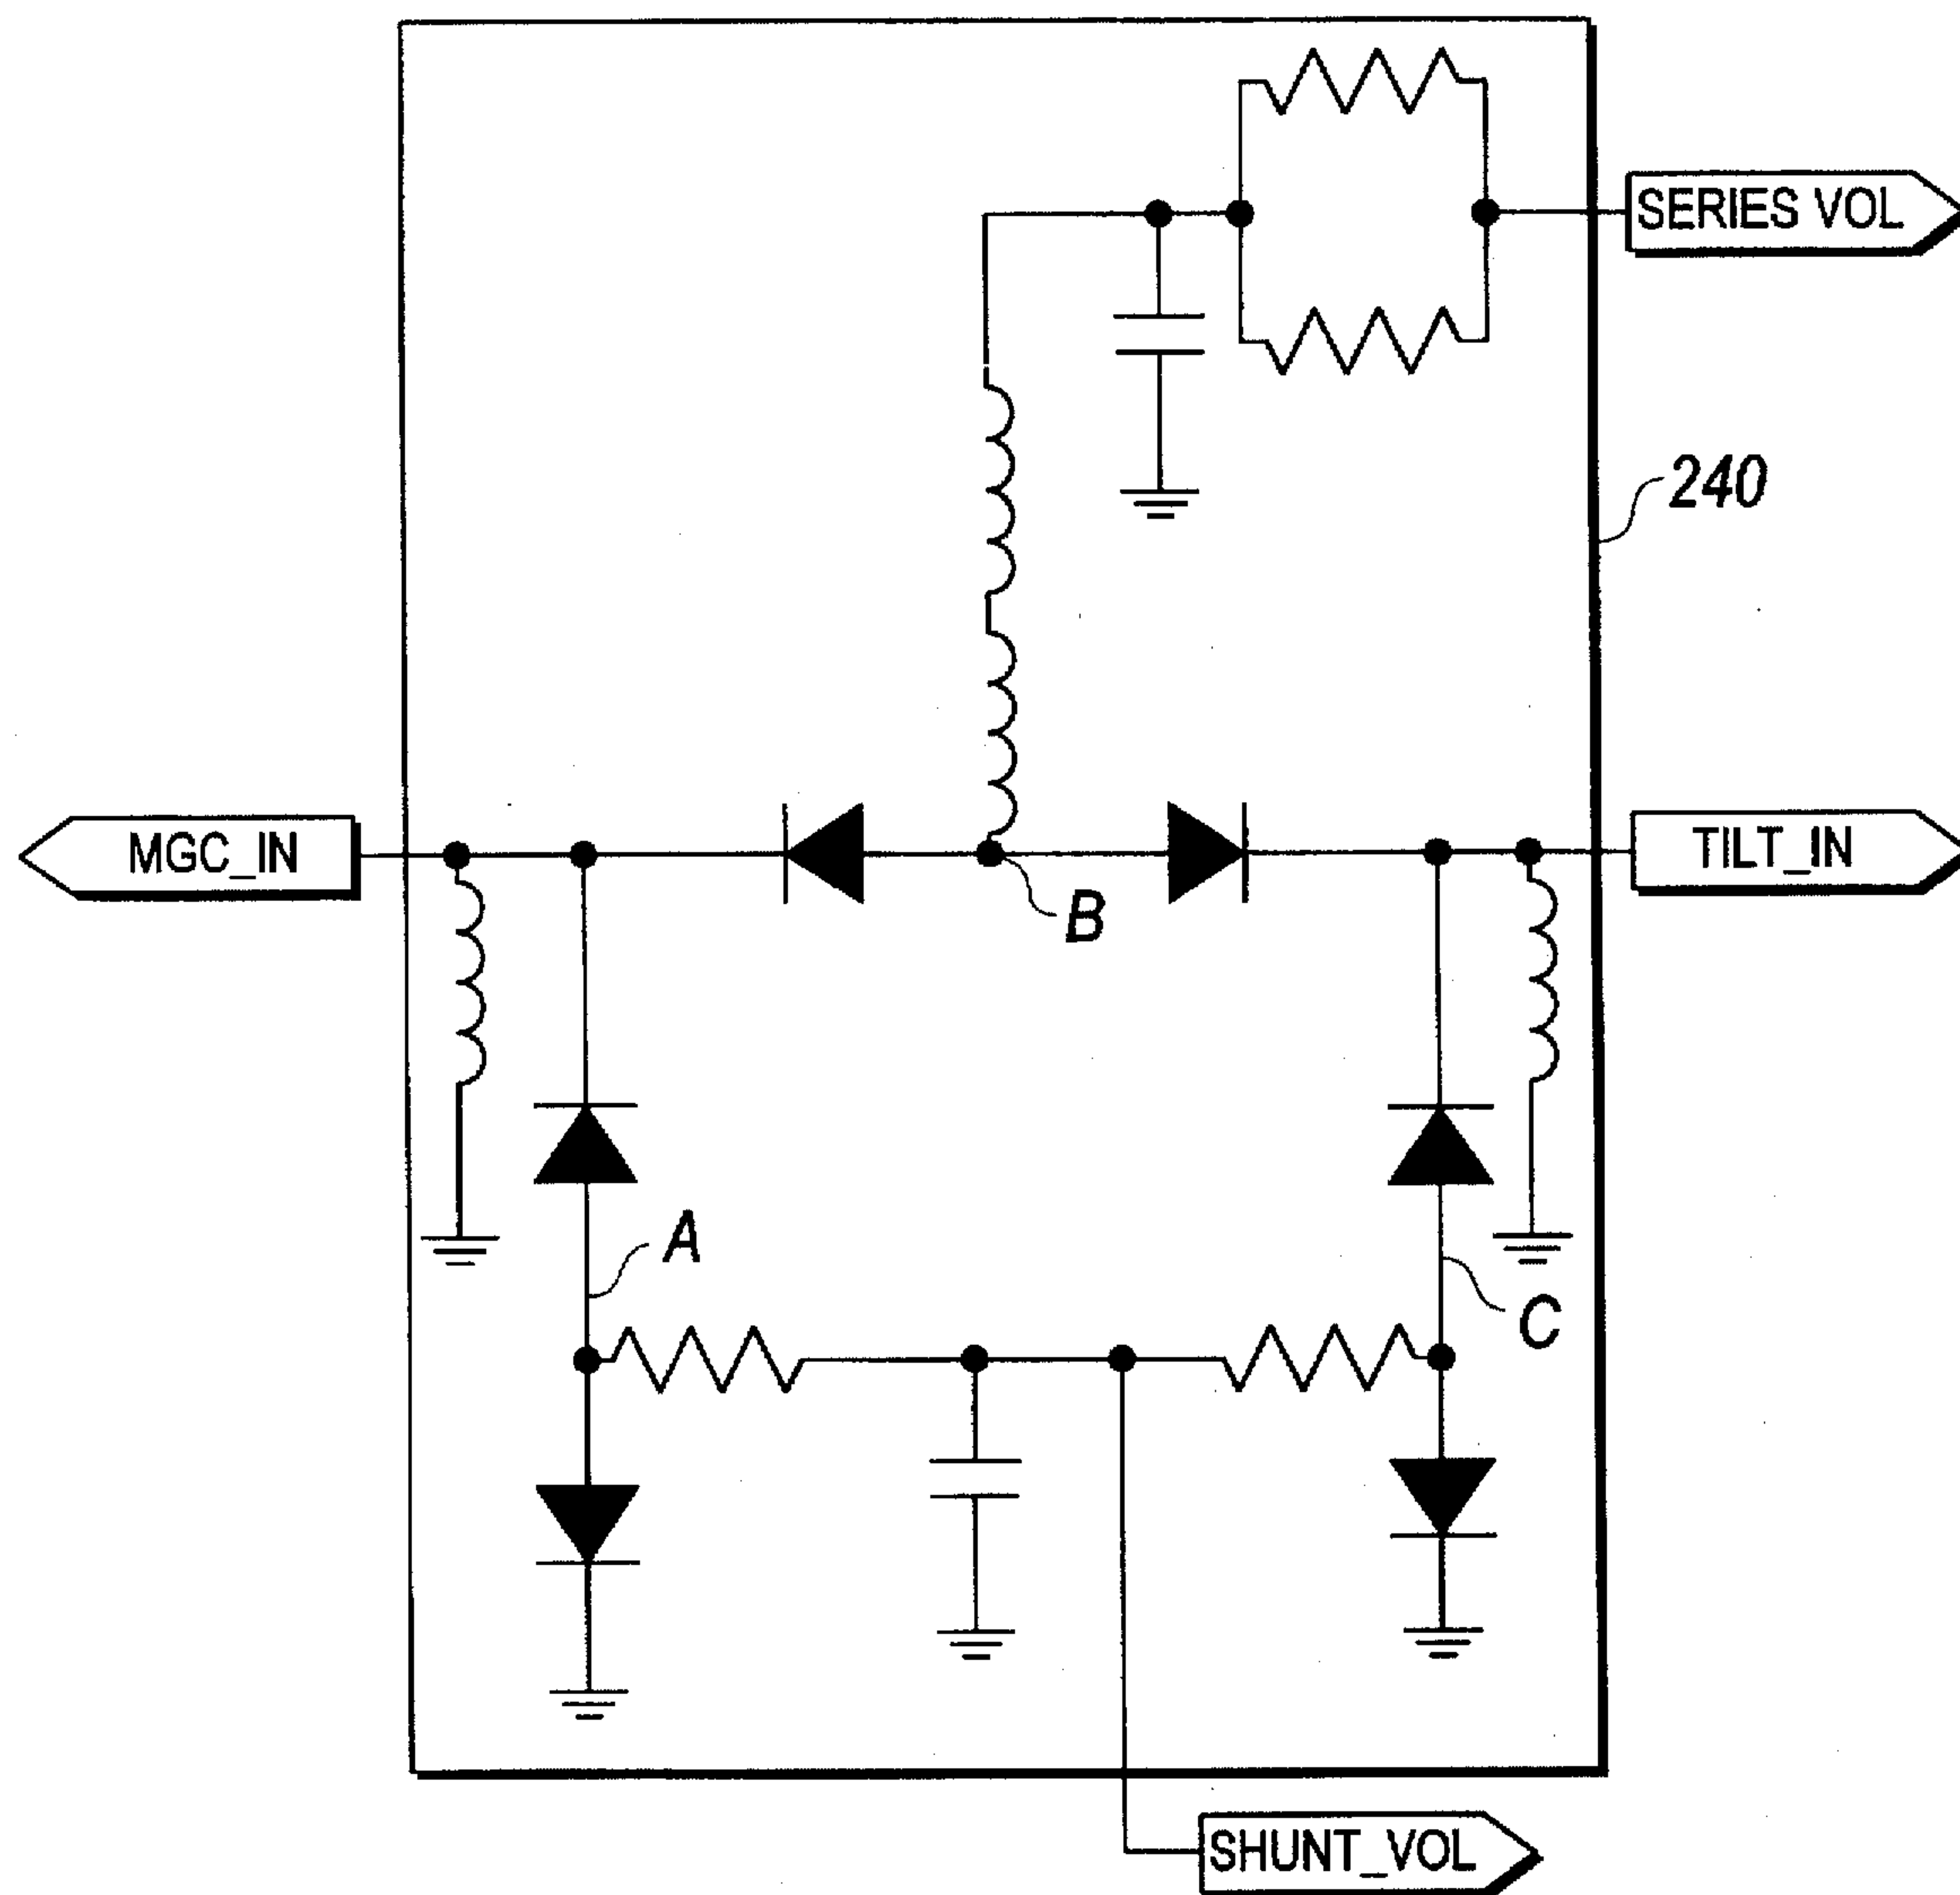 SERIES VOL
240
MGC_IN
TILT_IN
B
A
C
SHUNT_VOL